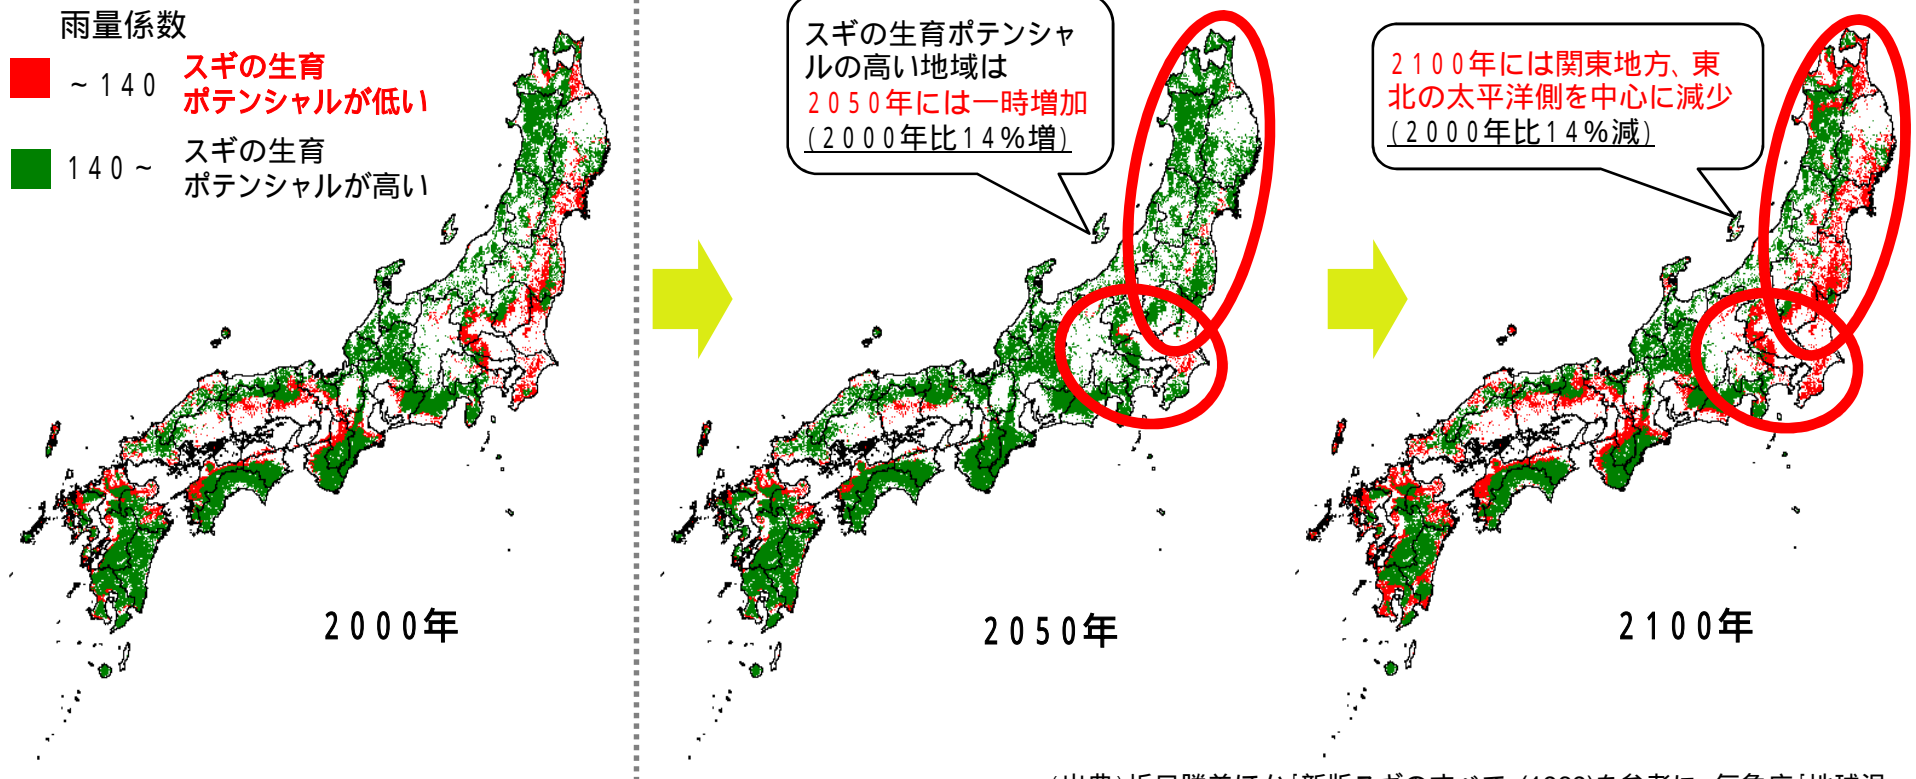 雨量係数
～140 スギの生育
ポテンシャルが低い
140～ スギの生育
ポテンシャルが高い
2000年
スギの生育ポテンシャ
ルの高い地域は
2050年には一時増加
(2000年比14%増)
2050年
2100年には関東地方、東
北の太平洋側を中心に減少
(2000年比14%減)
2100年